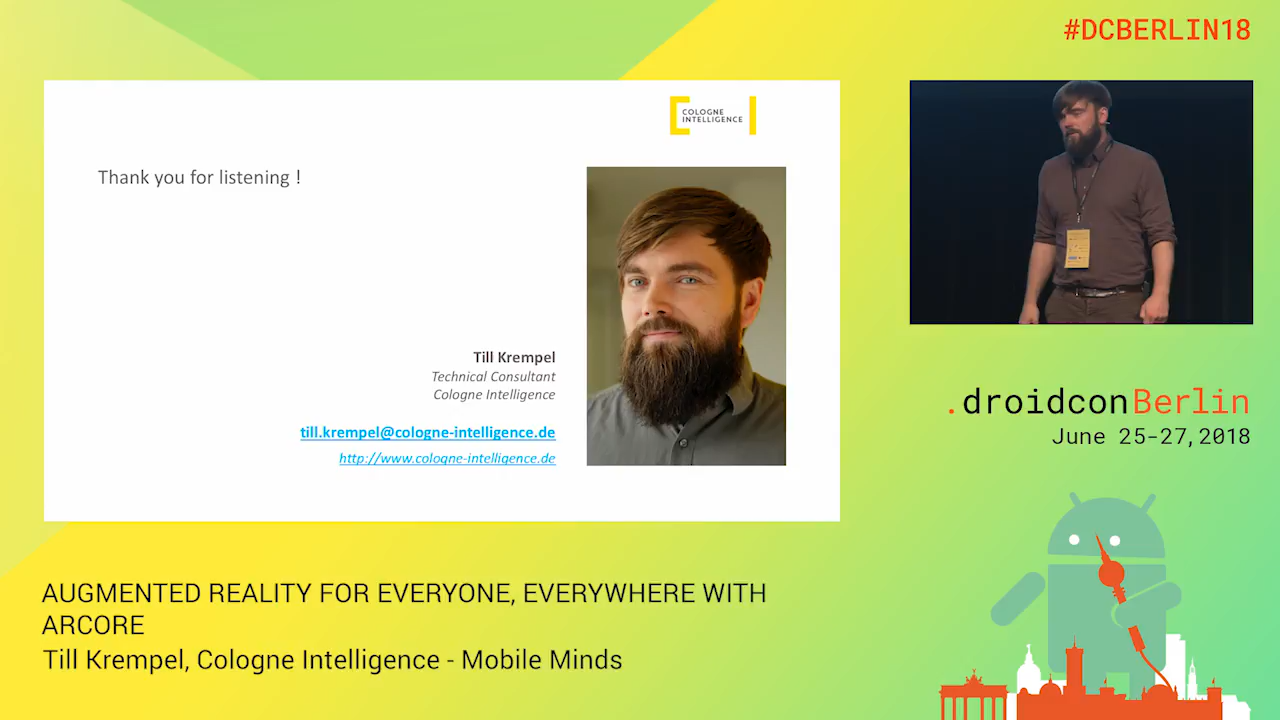 #DCBERLIN18
COLOGNE
INTELLIGENCE
Thank you for listening !
Till Krempel
Technical Consultant
Cologne Intelligence
till.krempel@cologne-intelligence.de
http://www.cologne-intelligence.de
.droidconBerlin
June 25-27,2018
AUGMENTED REALITY FOR EVERYONE, EVERYWHERE WITH
ARCORE
Till Krempel, Cologne Intelligence - Mobile Minds